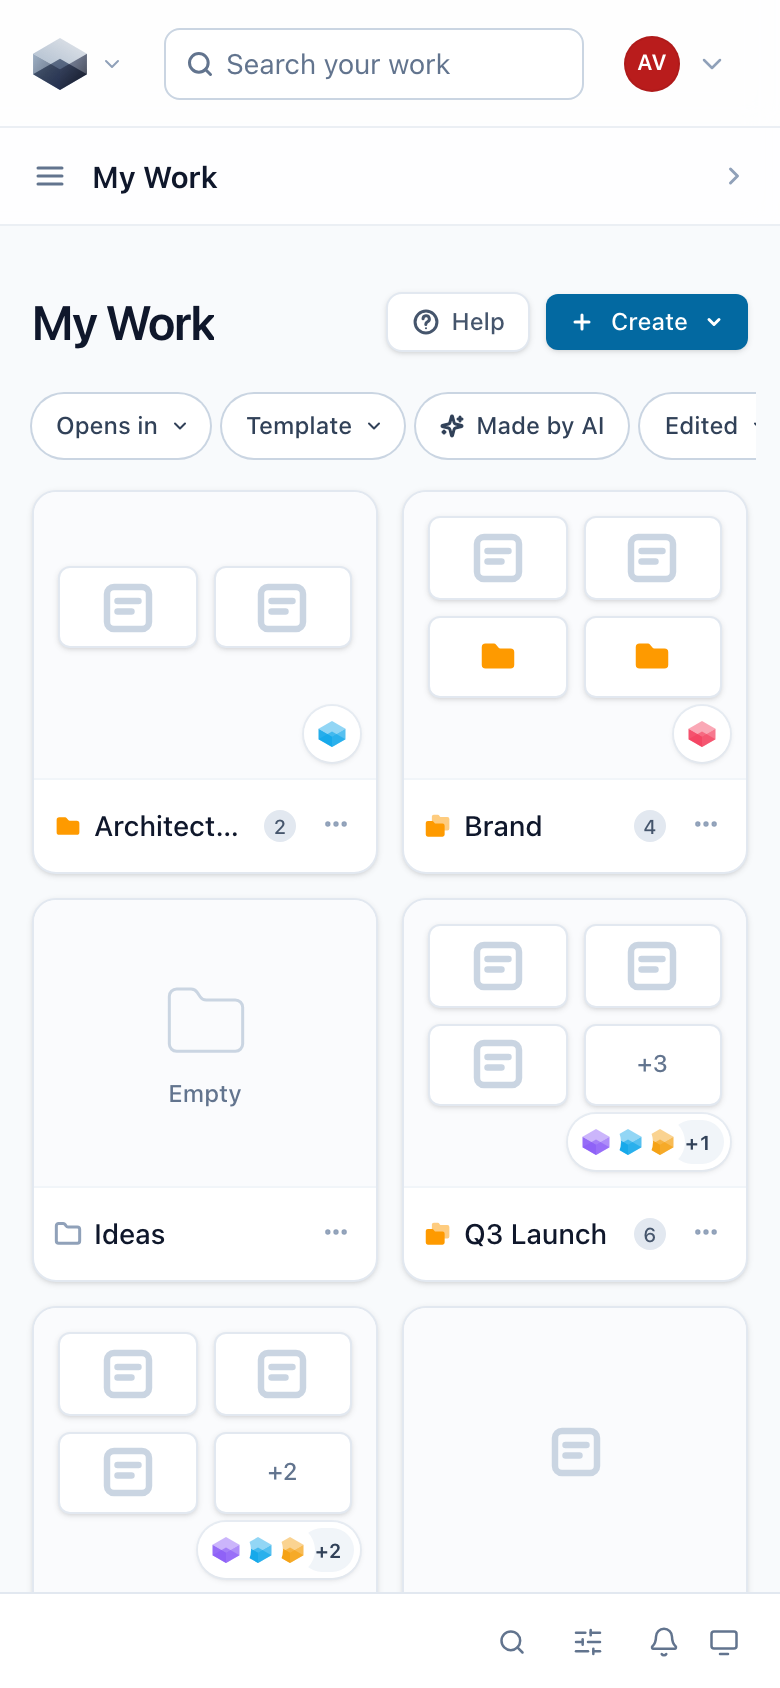 Search your work
AV
My Work
My Work
Help
Create
Opens in
Template
Made by AI
Edited
Architect...
2
Brand
4
Empty
+3
+1
Ideas
Q3 Launch
6
+2
+2